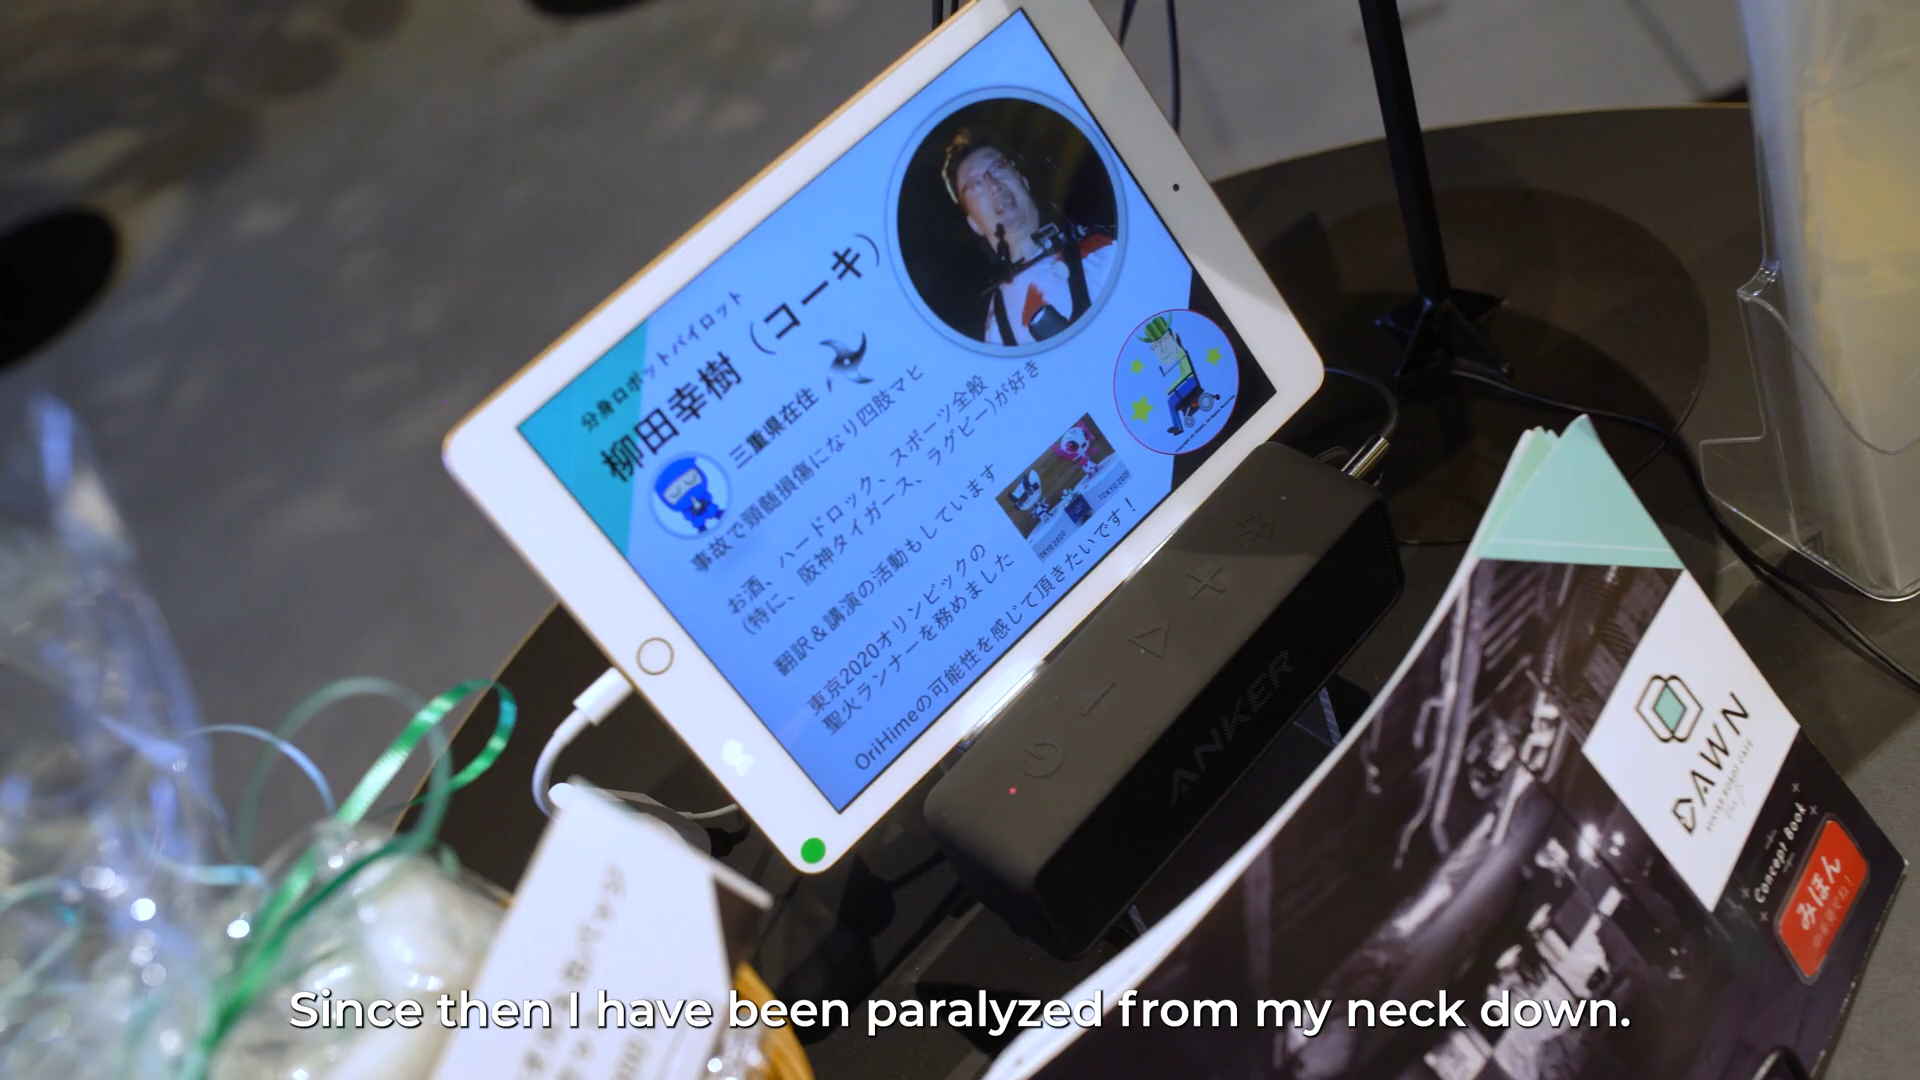 分身ロボットパイロット
柳田幸樹（コーキ）
三重県在住
事故で頸髄損傷になり四肢マヒ
お酒、ハードロック、スポーツ全般
(特に、阪神タイガース、ラグビー)が好き
翻訳＆講演の活動もしています
東京2020オリンピックの
聖火ランナーを務めました
OriHimeの可能性を感じて頂きたいです！
TOKYO 2020
TOKYO 2020
ANKER
DAWN
AVATAR ROBOT CAFE
Concept Book
みほん
Since then I have been paralyzed from my neck down.